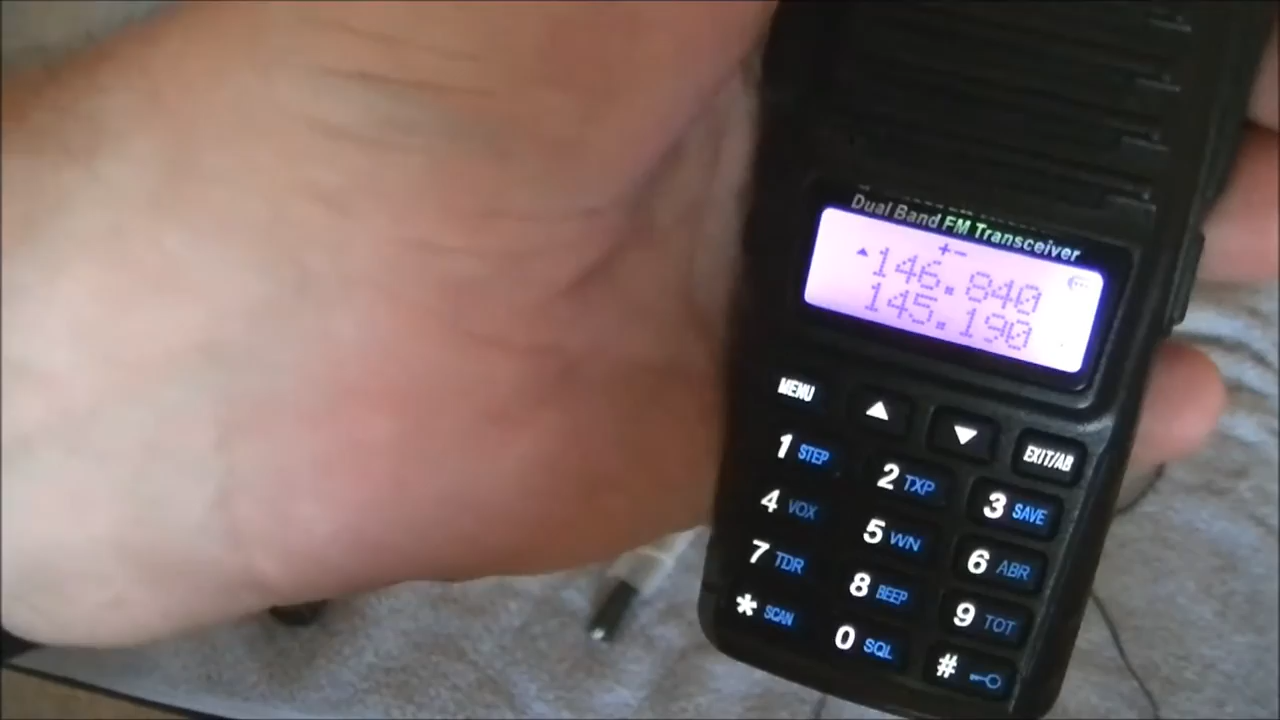 Dual Band FM Transceiver
+-
▲146.840
145.190
MENU ▲ ▼ EXIT/AB
1 STEP 2 TXP 3 SAVE
4 VOX 5 WN 6 ABR
7 TDR 8 BEEP 9 TOT
* SCAN 0 SQL #